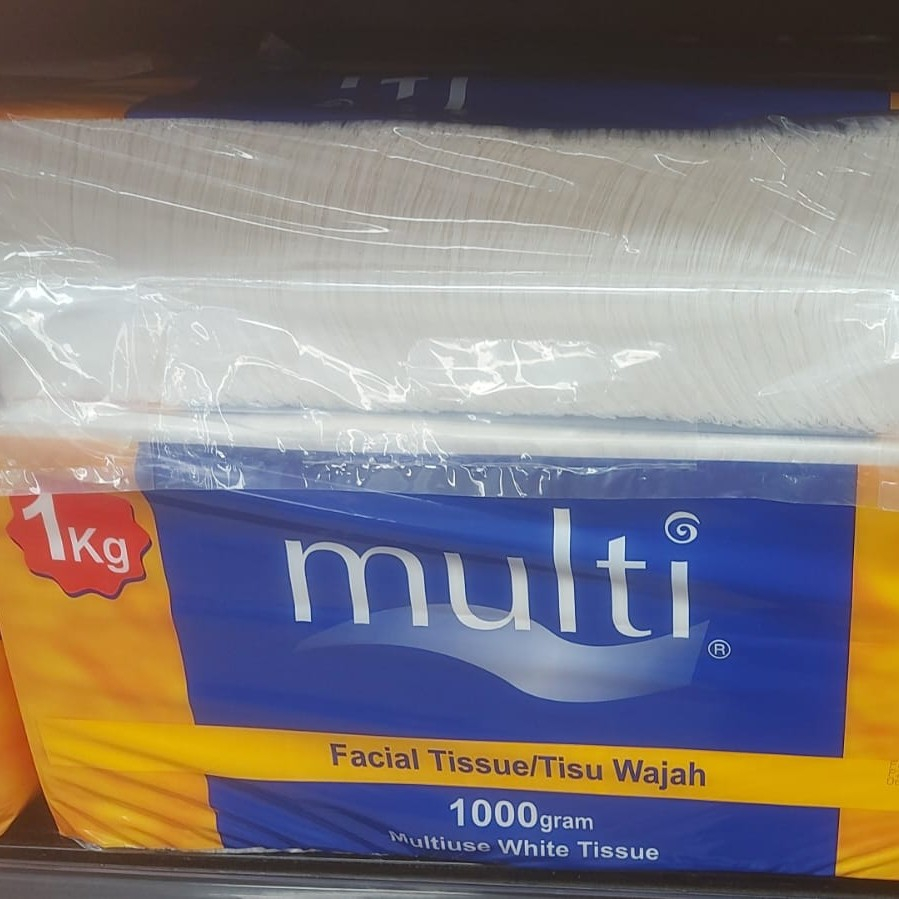 1Kg
multi
®
Facial Tissue/Tisu Wajah
1000gram
Multiuse White Tissue